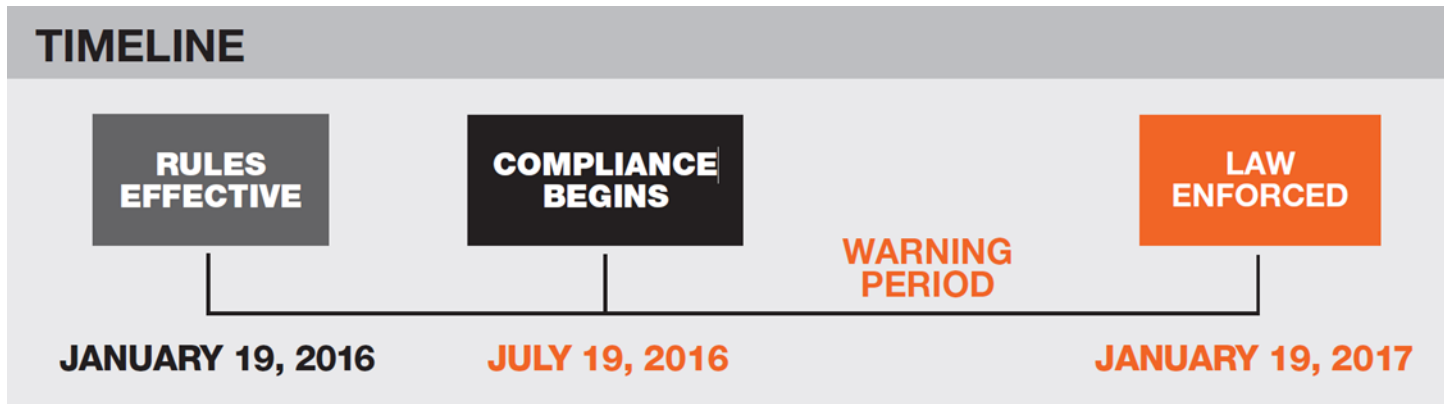 TIMELINE
RULES
EFFECTIVE
COMPLIANCE
BEGINS
LAW
ENFORCED
WARNING
PERIOD
JANUARY 19, 2016
JULY 19, 2016
JANUARY 19, 2017